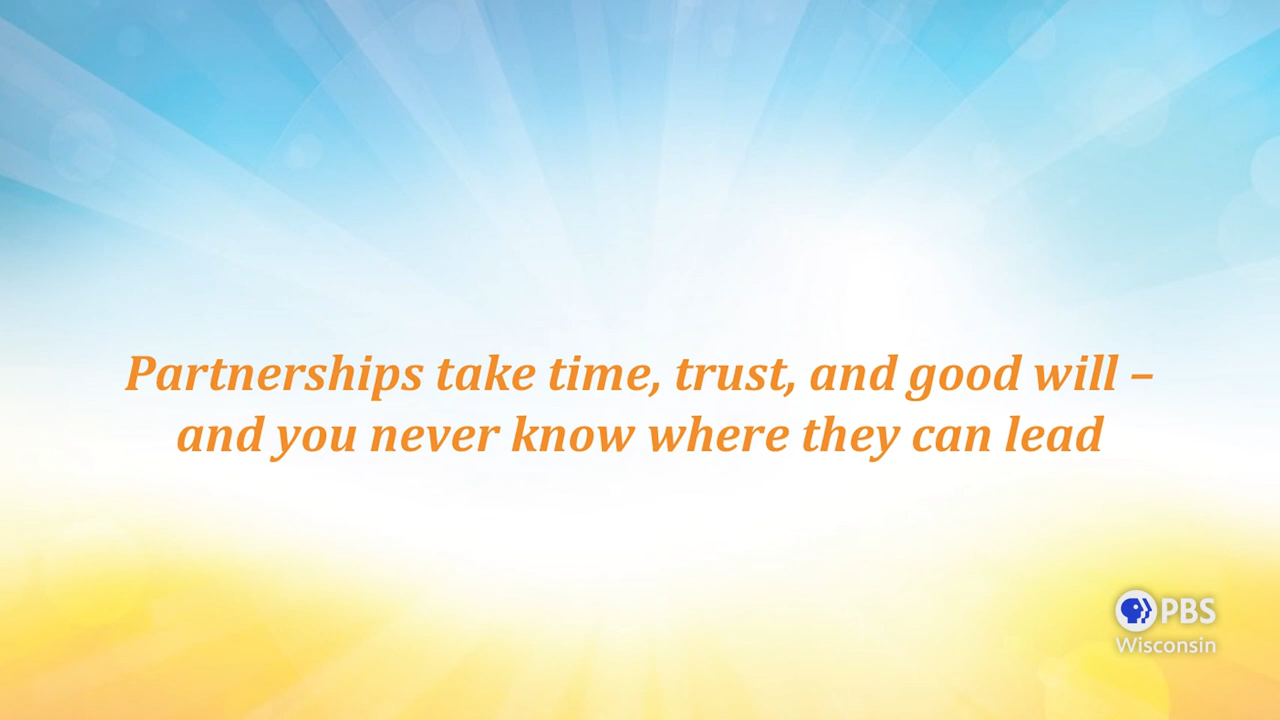 Partnerships take time, trust, and good will –
and you never know where they can lead
PBS
Wisconsin